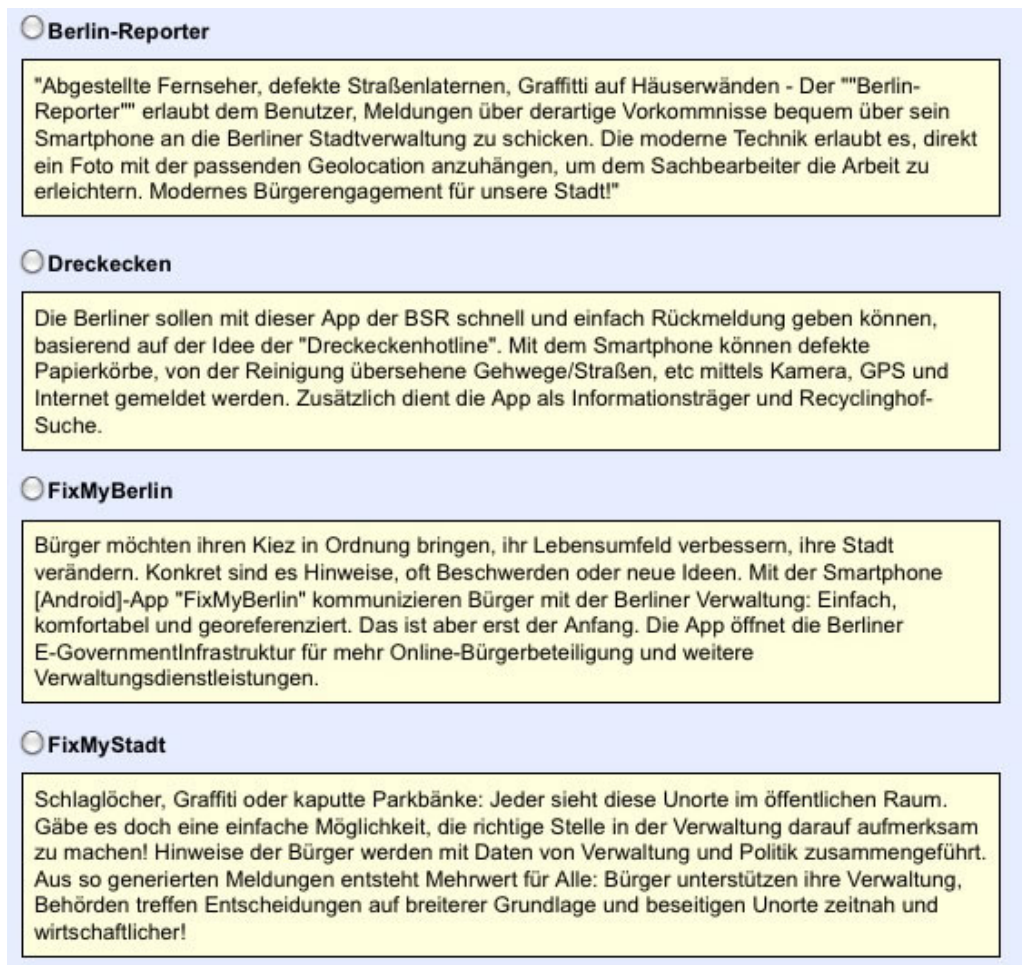 Berlin-Reporter
"Abgestellte Fernseher, defekte Straßenlaternen, Graffitti auf Häuserwänden - Der ""Berlin-
Reporter"" erlaubt dem Benutzer, Meldungen über derartige Vorkommnisse bequem über sein
Smartphone an die Berliner Stadtverwaltung zu schicken. Die moderne Technik erlaubt es, direkt
ein Foto mit der passenden Geolocation anzuhängen, um dem Sachbearbeiter die Arbeit zu
erleichtern. Modernes Bürgerengagement für unsere Stadt!"
Dreckecken
Die Berliner sollen mit dieser App der BSR schnell und einfach Rückmeldung geben können,
basierend auf der Idee der "Dreckeckenhotline". Mit dem Smartphone können defekte
Papierkörbe, von der Reinigung übersehene Gehwege/Straßen, etc mittels Kamera, GPS und
Internet gemeldet werden. Zusätzlich dient die App als Informationsträger und Recyclinghof-
Suche.
FixMyBerlin
Bürger möchten ihren Kiez in Ordnung bringen, ihr Lebensumfeld verbessern, ihre Stadt
verändern. Konkret sind es Hinweise, oft Beschwerden oder neue Ideen. Mit der Smartphone
[Android]-App "FixMyBerlin" kommunizieren Bürger mit der Berliner Verwaltung: Einfach,
komfortabel und georeferenziert. Das ist aber erst der Anfang. Die App öffnet die Berliner
E-GovernmentInfrastruktur für mehr Online-Bürgerbeteiligung und weitere
Verwaltungsdienstleistungen.
FixMyStadt
Schlaglöcher, Graffiti oder kaputte Parkbänke: Jeder sieht diese Unorte im öffentlichen Raum.
Gäbe es doch eine einfache Möglichkeit, die richtige Stelle in der Verwaltung darauf aufmerksam
zu machen! Hinweise der Bürger werden mit Daten von Verwaltung und Politik zusammengeführt.
Aus so generierten Meldungen entsteht Mehrwert für Alle: Bürger unterstützen ihre Verwaltung,
Behörden treffen Entscheidungen auf breiterer Grundlage und beseitigen Unorte zeitnah und
wirtschaftlicher!